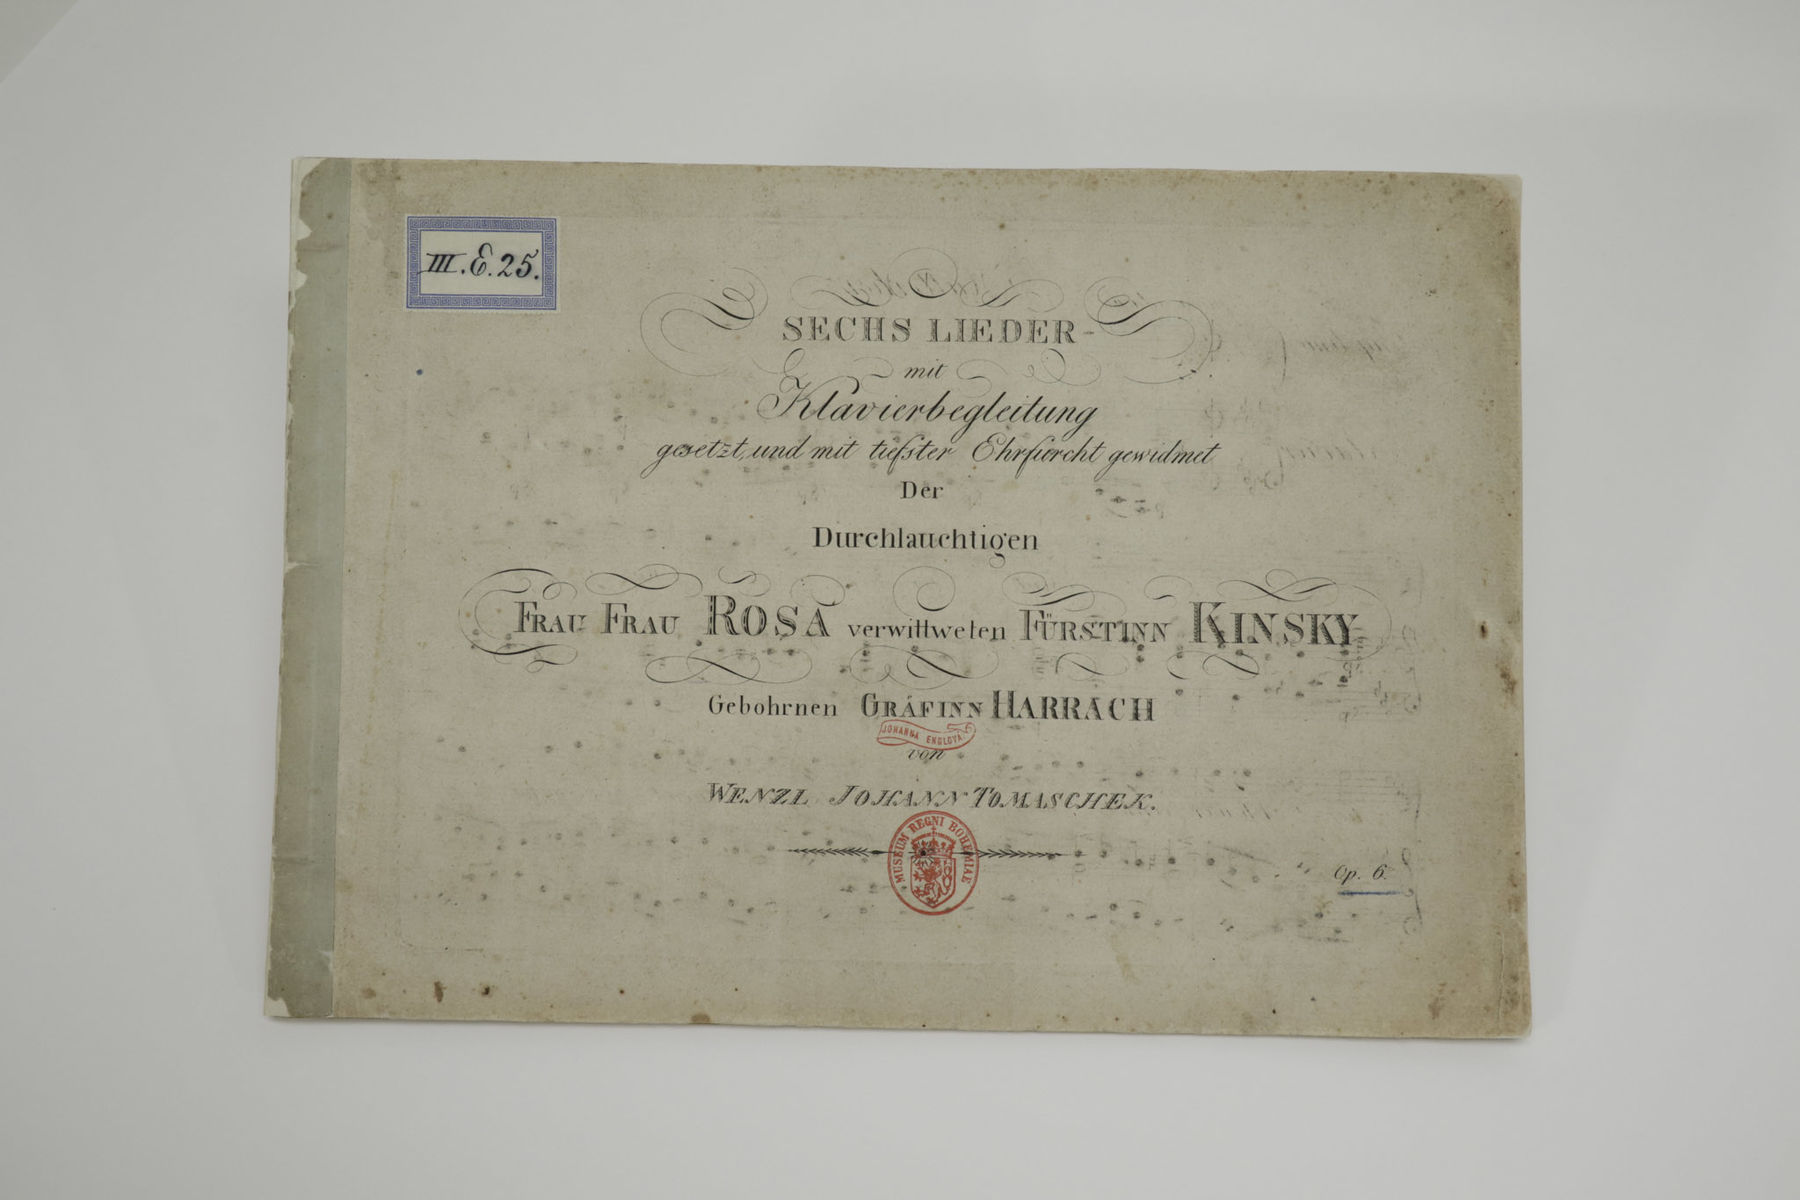 III. E. 25.
SECHS LIEDER
mit
Klavierbegleitung
gesetzt, und mit tiefster Ehrfurcht gewidmet
Der
Durchlauchtigen
FRAU FRAU ROSA verwittweten FÜRSTINN KINSKY
Gebohrnen GRÄFINN HARRACH
JOHANNA ENGLOVÁ
von
WENZL JOHANN TOMASCHEK.
MUSEUM REGNI BOHEMIAE
Op. 6.